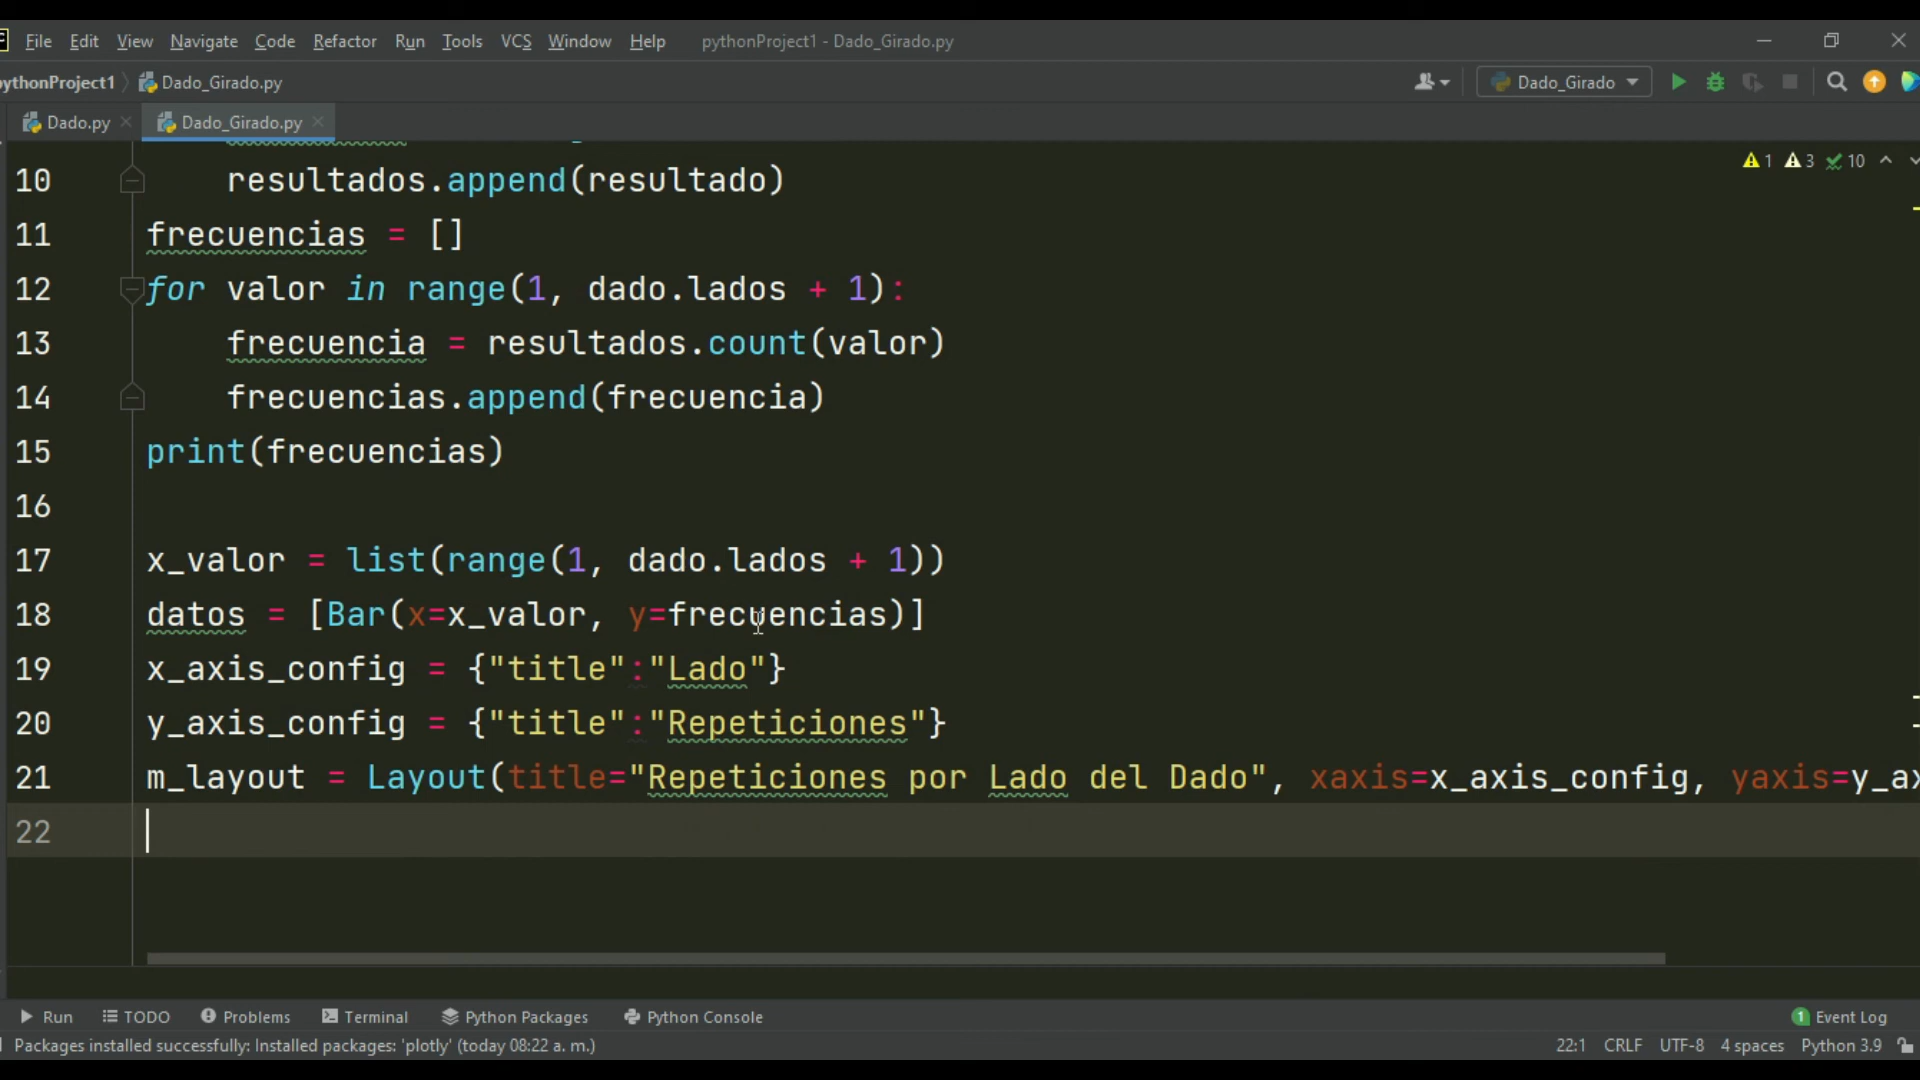 File Edit View Navigate Code Refactor Run Tools VCS Window Help pythonProject1 - Dado_Girado.py
ythonProject1 Dado_Girado.py Dado_Girado
Dado.py Dado_Girado.py
1 3 10
10 resultados.append(resultado)
11 frecuencias = []
12 for valor in range(1, dado.lados + 1):
13 frecuencia = resultados.count(valor)
14 frecuencias.append(frecuencia)
15 print(frecuencias)
16
17 x_valor = list(range(1, dado.lados + 1))
18 datos = [Bar(x=x_valor, y=frecuencias)]
19 x_axis_config = {"title":"Lado"}
20 y_axis_config = {"title":"Repeticiones"}
21 m_layout = Layout(title="Repeticiones por Lado del Dado", xaxis=x_axis_config, yaxis=y_ax
22
Run TODO Problems Terminal Python Packages Python Console 1 Event Log
Packages installed successfully: Installed packages: 'plotly' (today 08:22 a. m.) 22:1 CRLF UTF-8 4 spaces Python 3.9